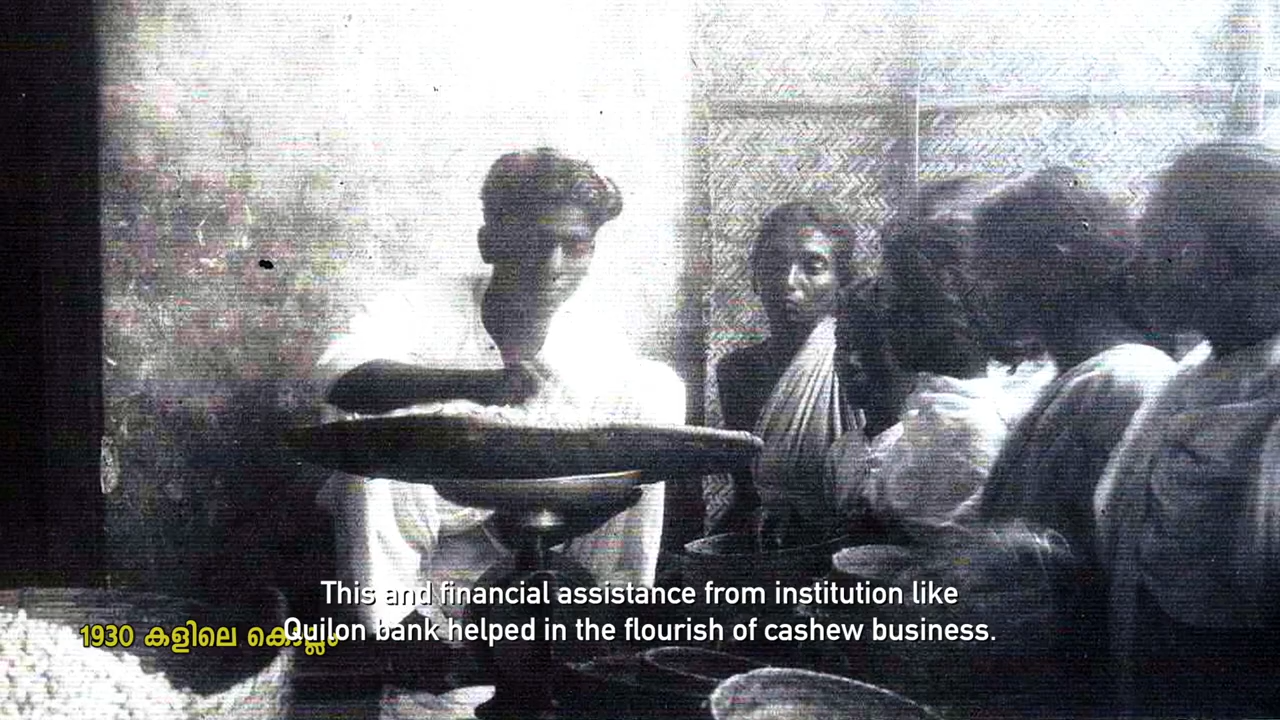 This and financial assistance from institution like
Quilon bank helped in the flourish of cashew business.
1930 കളിലെ കൊല്ലം